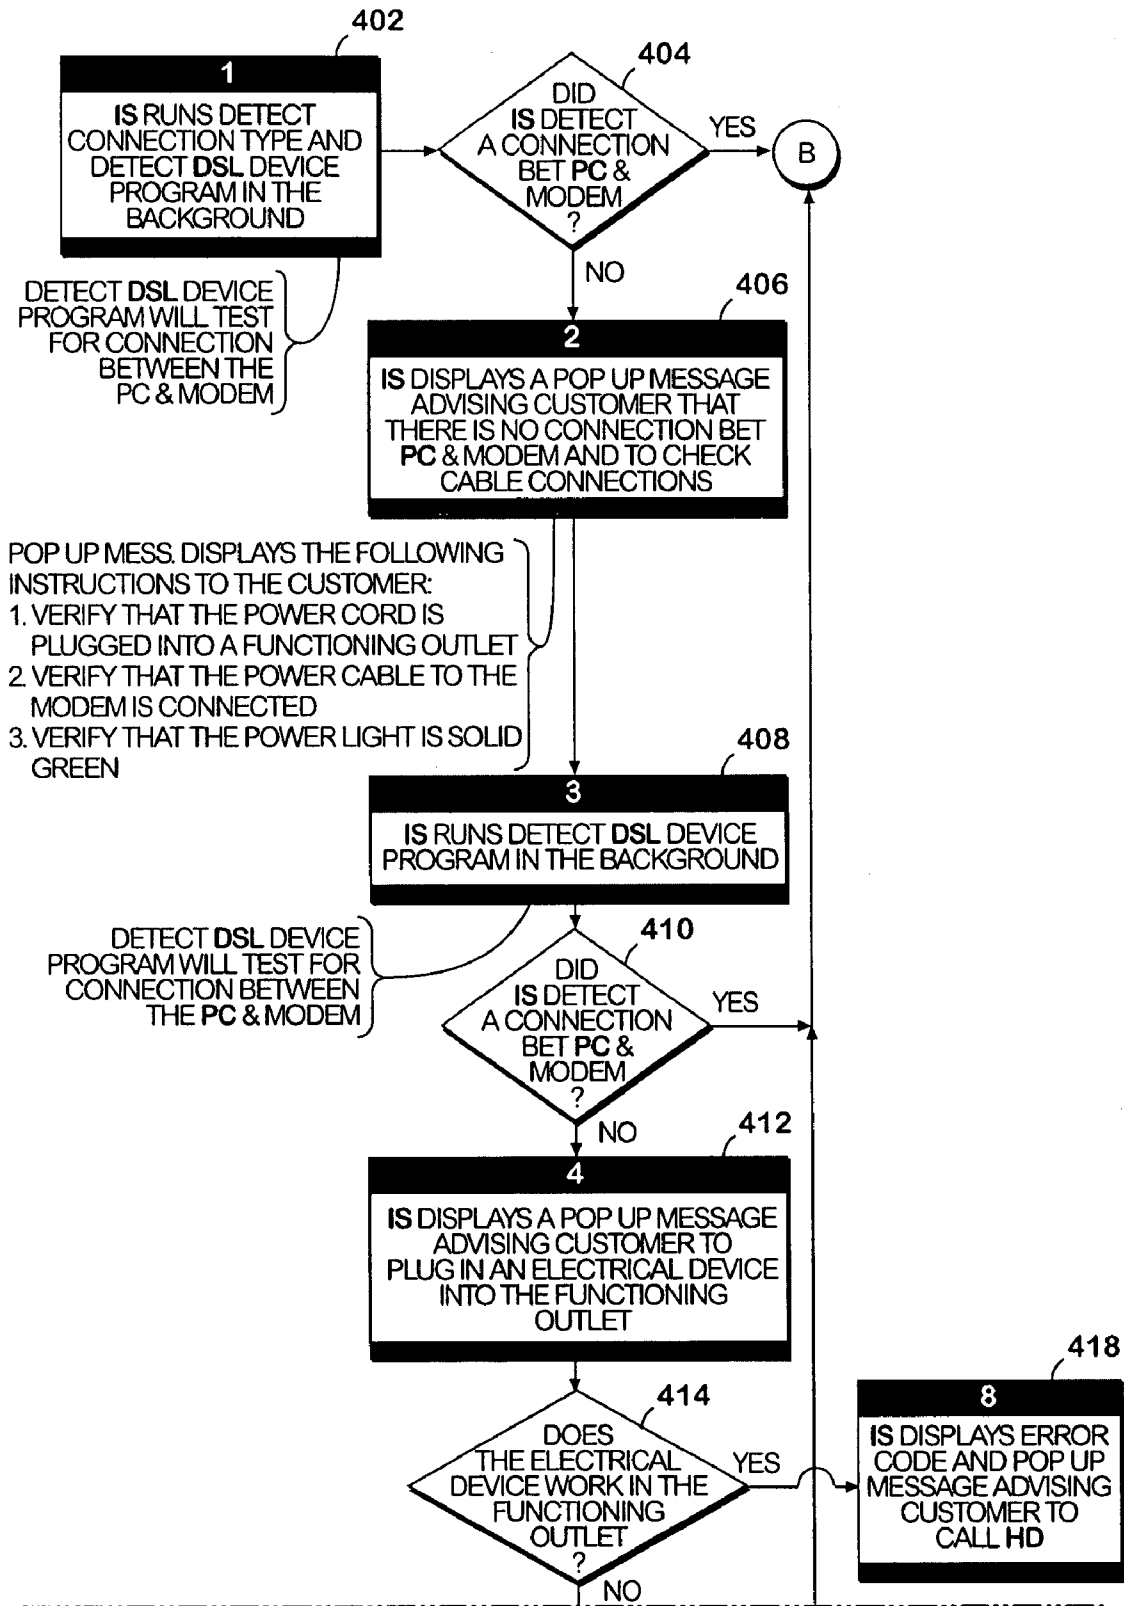 402
1
IS RUNS DETECT
CONNECTION TYPE AND
DETECT DSL DEVICE
PROGRAM IN THE
BACKGROUND
404
DID
IS DETECT
A CONNECTION
BET PC &
MODEM
?
YES
B
NO
DETECT DSL DEVICE
PROGRAM WILL TEST
FOR CONNECTION
BETWEEN THE
PC & MODEM
406
2
IS DISPLAYS A POP UP MESSAGE
ADVISING CUSTOMER THAT
THERE IS NO CONNECTION BET
PC & MODEM AND TO CHECK
CABLE CONNECTIONS
POP UP MESS. DISPLAYS THE FOLLOWING
INSTRUCTIONS TO THE CUSTOMER:
1. VERIFY THAT THE POWER CORD IS
PLUGGED INTO A FUNCTIONING OUTLET
2. VERIFY THAT THE POWER CABLE TO THE
MODEM IS CONNECTED
3. VERIFY THAT THE POWER LIGHT IS SOLID
GREEN
408
3
IS RUNS DETECT DSL DEVICE
PROGRAM IN THE BACKGROUND
DETECT DSL DEVICE
PROGRAM WILL TEST FOR
CONNECTION BETWEEN
THE PC & MODEM
410
DID
IS DETECT
A CONNECTION
BET PC &
MODEM
?
YES
NO
412
4
IS DISPLAYS A POP UP MESSAGE
ADVISING CUSTOMER TO
PLUG IN AN ELECTRICAL DEVICE
INTO THE FUNCTIONING
OUTLET
414
DOES
THE ELECTRICAL
DEVICE WORK IN THE
FUNCTIONING
OUTLET
?
YES
NO
418
8
IS DISPLAYS ERROR
CODE AND POP UP
MESSAGE ADVISING
CUSTOMER TO
CALL HD